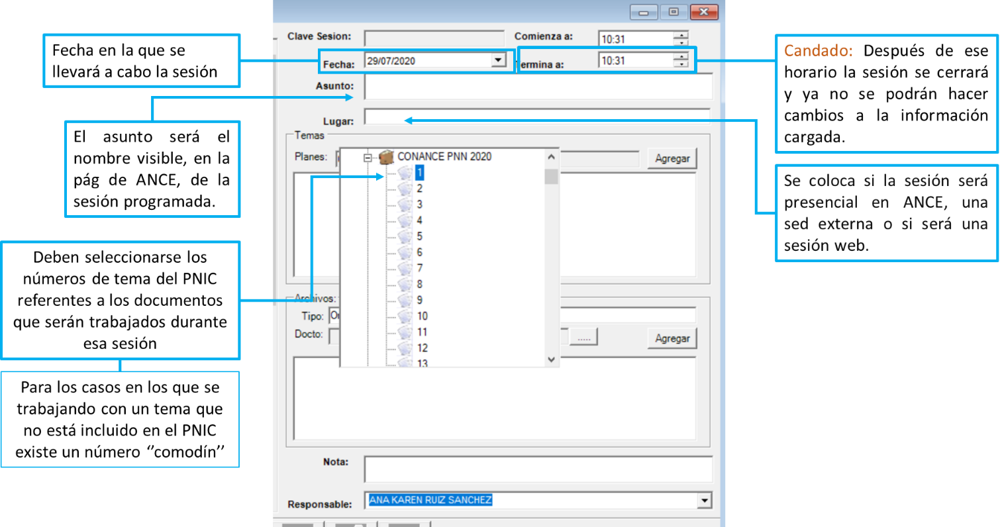 Fecha en la que se
llevará a cabo la sesión
El asunto será el
nombre visible, en la
pág de ANCE, de la
sesión programada.
Deben seleccionarse los
números de tema del PNIC
referentes a los documentos
que serán trabajados durante
esa sesión
Para los casos en los que se
trabajando con un tema que
no está incluido en el PNIC
existe un número ‘’comodín’’
Clave Sesion:
Comienza a: 10:31
Fecha: 29/07/2020
ermina a: 10:31
Asunto:
Lugar:
Temas
Planes:
Agregar
CONANCE PNN 2020
1
2
3
4
5
6
7
8
9
10
11
12
13
Archivos:
Tipo:
Docto:
.....
Agregar
Nota:
Responsable: ANA KAREN RUIZ SANCHEZ
Candado: Después de ese
horario la sesión se cerrará
y ya no se podrán hacer
cambios a la información
cargada.
Se coloca si la sesión será
presencial en ANCE, una
sed externa o si será una
sesión web.